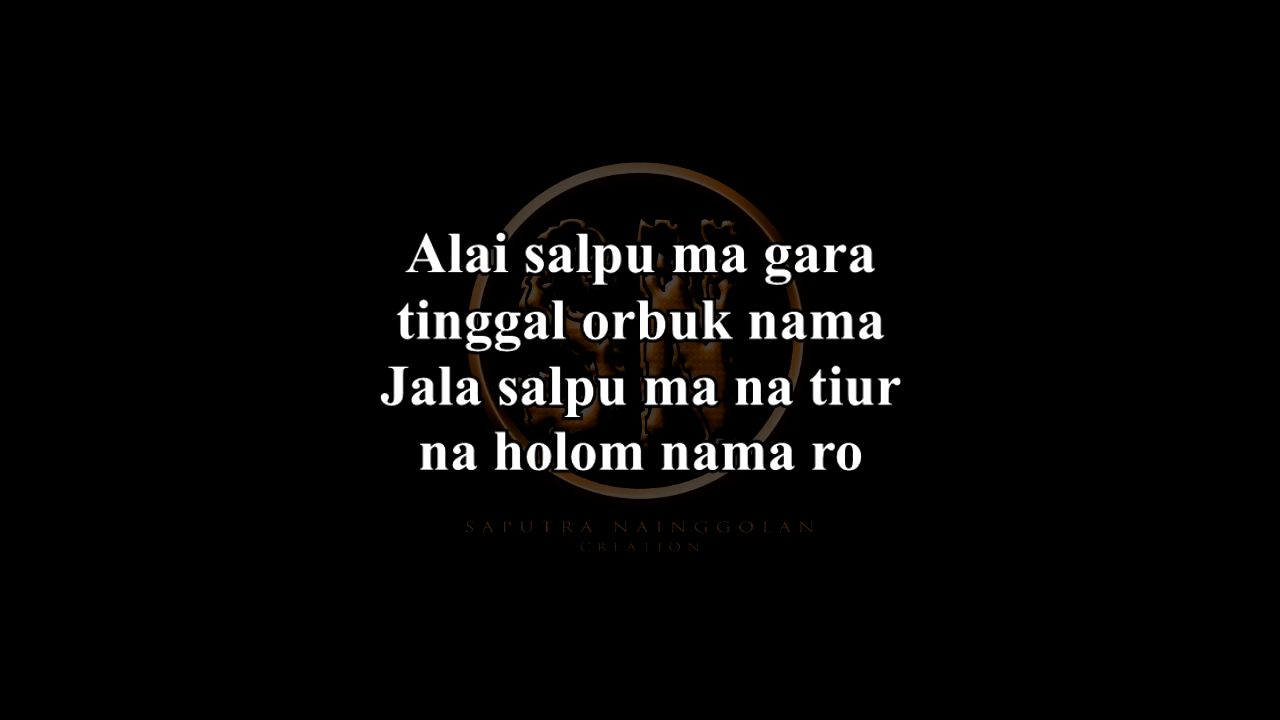 Alai salpu ma gara
tinggal orbuk nama
Jala salpu ma na tiur
na holom nama ro
SAPUTRA NAINGGOLAN
CREATION